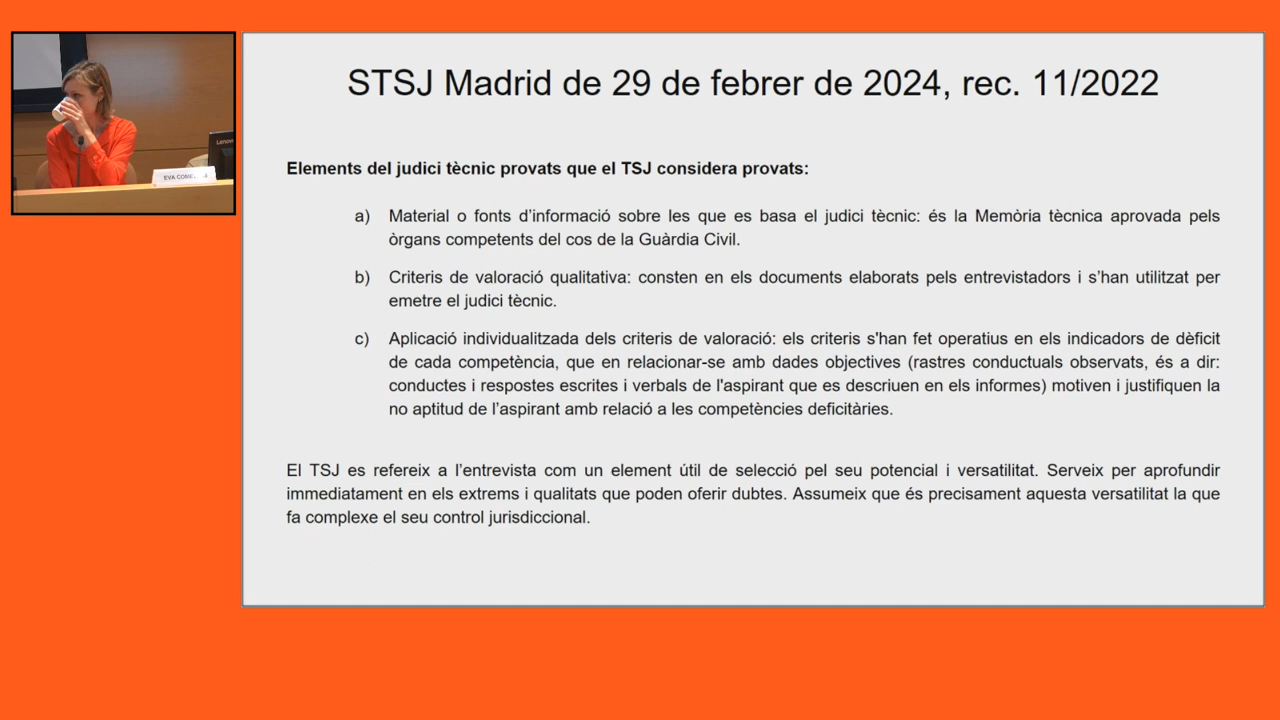 STSJ Madrid de 29 de febrer de 2024, rec. 11/2022
Elements del judici tècnic provats que el TSJ considera provats:
a) Material o fonts d’informació sobre les que es basa el judici tècnic: és la Memòria tècnica aprovada pels
òrgans competents del cos de la Guàrdia Civil.
b) Criteris de valoració qualitativa: consten en els documents elaborats pels entrevistadors i s’han utilitzat per
emetre el judici tècnic.
c) Aplicació individualitzada dels criteris de valoració: els criteris s'han fet operatius en els indicadors de dèficit
de cada competència, que en relacionar-se amb dades objectives (rastres conductuals observats, és a dir:
conductes i respostes escrites i verbals de l'aspirant que es descriuen en els informes) motiven i justifiquen la
no aptitud de l’aspirant amb relació a les competències deficitàries.
El TSJ es refereix a l’entrevista com un element útil de selecció pel seu potencial i versatilitat. Serveix per aprofundir
immediatament en els extrems i qualitats que poden oferir dubtes. Assumeix que és precisament aquesta versatilitat la que
fa complexe el seu control jurisdiccional.
Lenovo
EVA